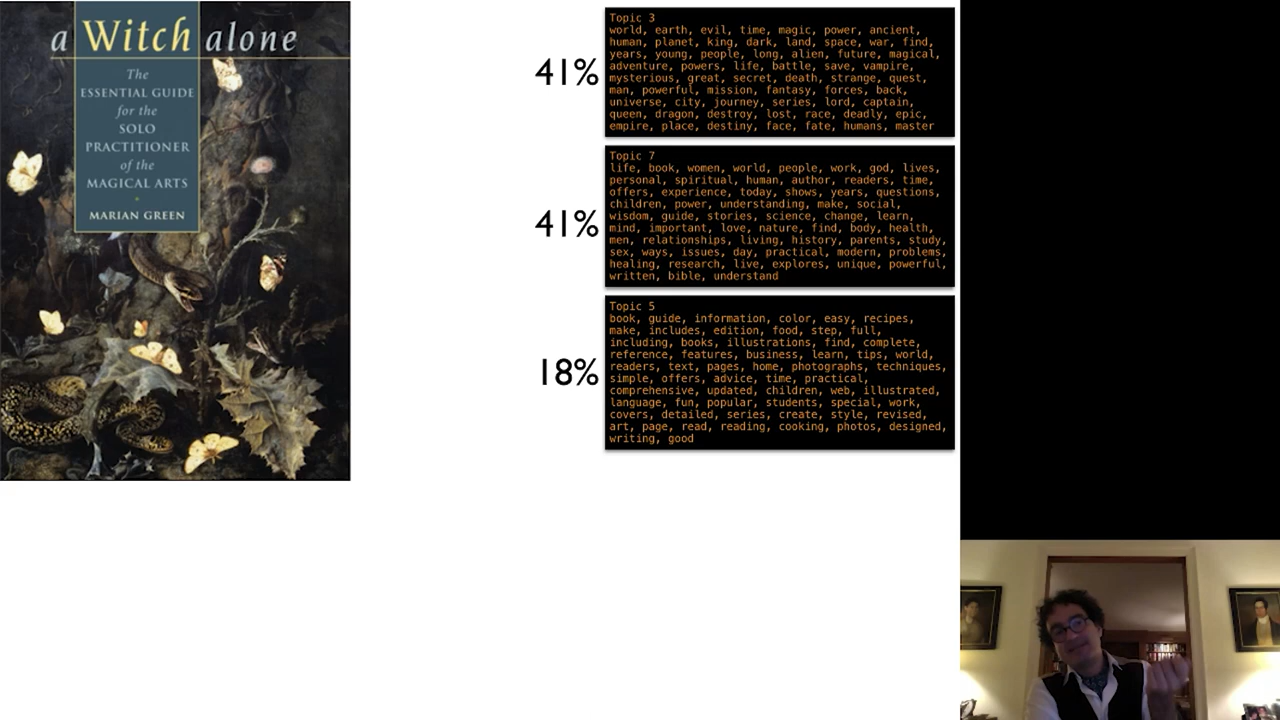 a Witch alone
The
ESSENTIAL GUIDE
for the
SOLO
PRACTITIONER
of the
MAGICAL ARTS
MARIAN GREEN
41%
Topic 3
world, earth, evil, time, magic, power, ancient,
human, planet, king, dark, land, space, war, find,
years, young, people, long, alien, future, magical,
adventure, powers, life, battle, save, vampire,
mysterious, great, secret, death, strange, quest,
man, powerful, mission, fantasy, forces, back,
universe, city, journey, series, lord, captain,
queen, dragon, destroy, lost, race, deadly, epic,
empire, place, destiny, face, fate, humans, master
41%
Topic 7
life, book, women, world, people, work, god, lives,
personal, spiritual, human, author, readers, time,
offers, experience, today, shows, years, questions,
children, power, understanding, make, social,
wisdom, guide, stories, science, change, learn,
mind, important, love, nature, find, body, health,
men, relationships, living, history, parents, study,
sex, ways, issues, day, practical, modern, problems,
healing, research, live, explores, unique, powerful,
written, bible, understand
18%
Topic 5
book, guide, information, color, easy, recipes,
make, includes, edition, food, step, full,
including, books, illustrations, find, complete,
reference, features, business, learn, tips, world,
readers, text, pages, home, photographs, techniques,
simple, offers, advice, time, practical,
comprehensive, updated, children, web, illustrated,
language, fun, popular, students, special, work,
covers, detailed, series, create, style, revised,
art, page, read, reading, cooking, photos, designed,
writing, good